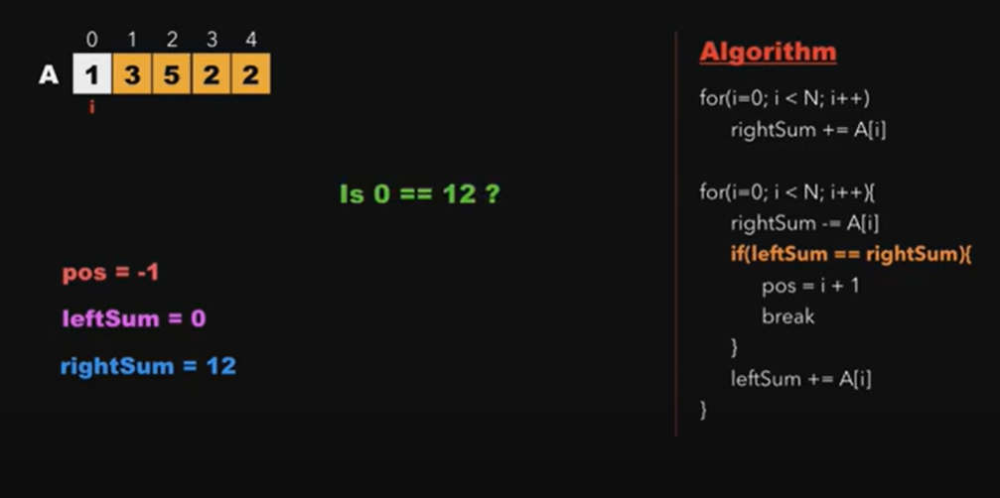 0 1 2 3 4
A 1 3 5 2 2
i
Is 0 == 12 ?
pos = -1
leftSum = 0
rightSum = 12
Algorithm
for(i=0; i < N; i++)
rightSum += A[i]
for(i=0; i < N; i++){
rightSum -= A[i]
if(leftSum == rightSum){
pos = i + 1
break
}
leftSum += A[i]
}